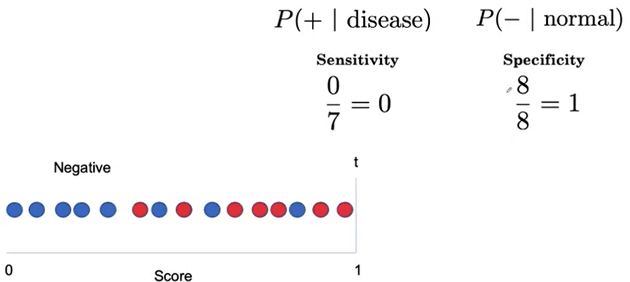 P(+ | disease) P(− | normal)
Sensitivity Specificity
0/7 = 0 8/8 = 1
Negative t
0 Score 1